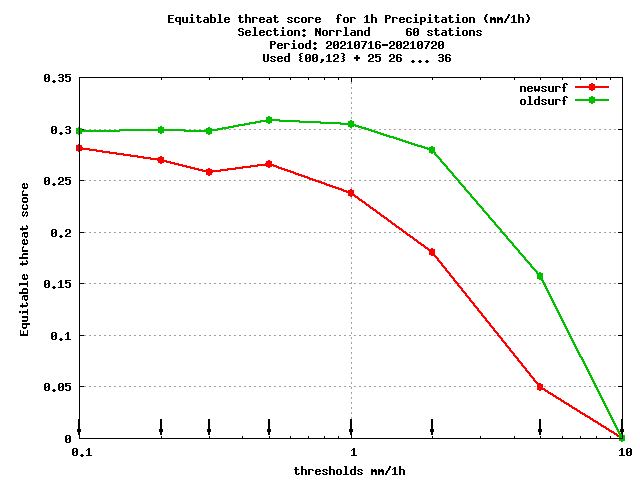 Equitable threat score  for 1h Precipitation (mm/1h)
Selection: Norrland     60 stations
Period: 20210716-20210720
Used {00,12} + 25 26 ... 36
newsurf
oldsurf
Equitable threat score
0.35
0.3
0.25
0.2
0.15
0.1
0.05
0
0.1 1 10
thresholds mm/1h